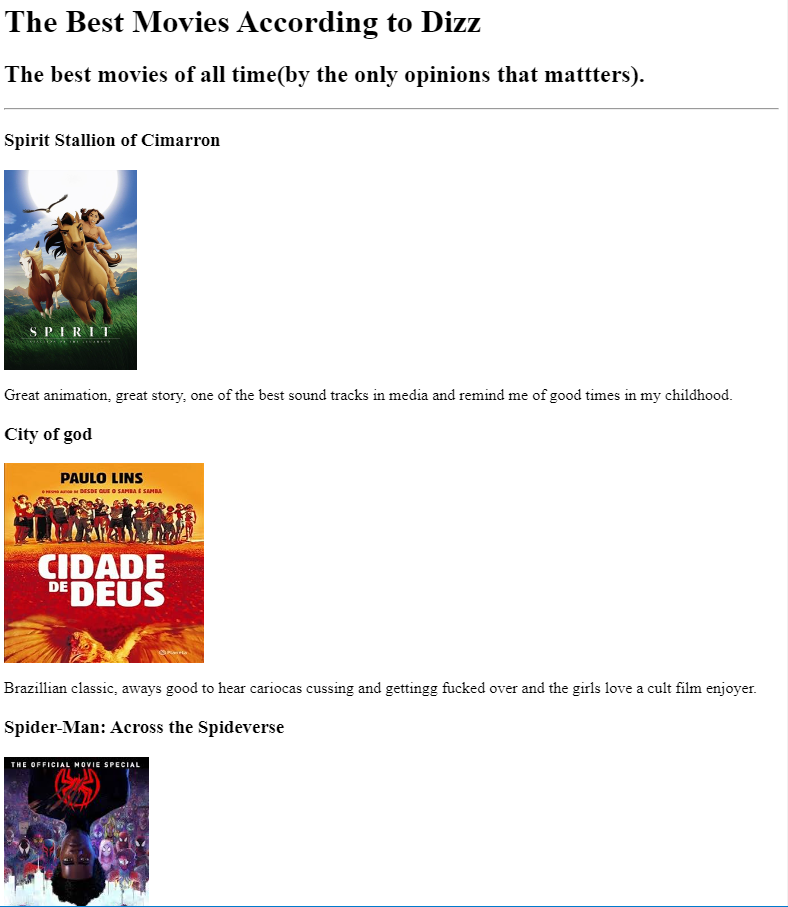 The Best Movies According to Dizz
The best movies of all time(by the only opinions that mattters).
Spirit Stallion of Cimarron
SPIRIT
Great animation, great story, one of the best sound tracks in media and remind me of good times in my childhood.
City of god
PAULO LINS
O MESMO AUTOR DE DESDE QUE O SAMBA É SAMBA
CIDADE
DE DEUS
Planeta
Brazillian classic, aways good to hear cariocas cussing and gettingg fucked over and the girls love a cult film enjoyer.
Spider-Man: Across the Spideverse
THE OFFICIAL MOVIE SPECIAL